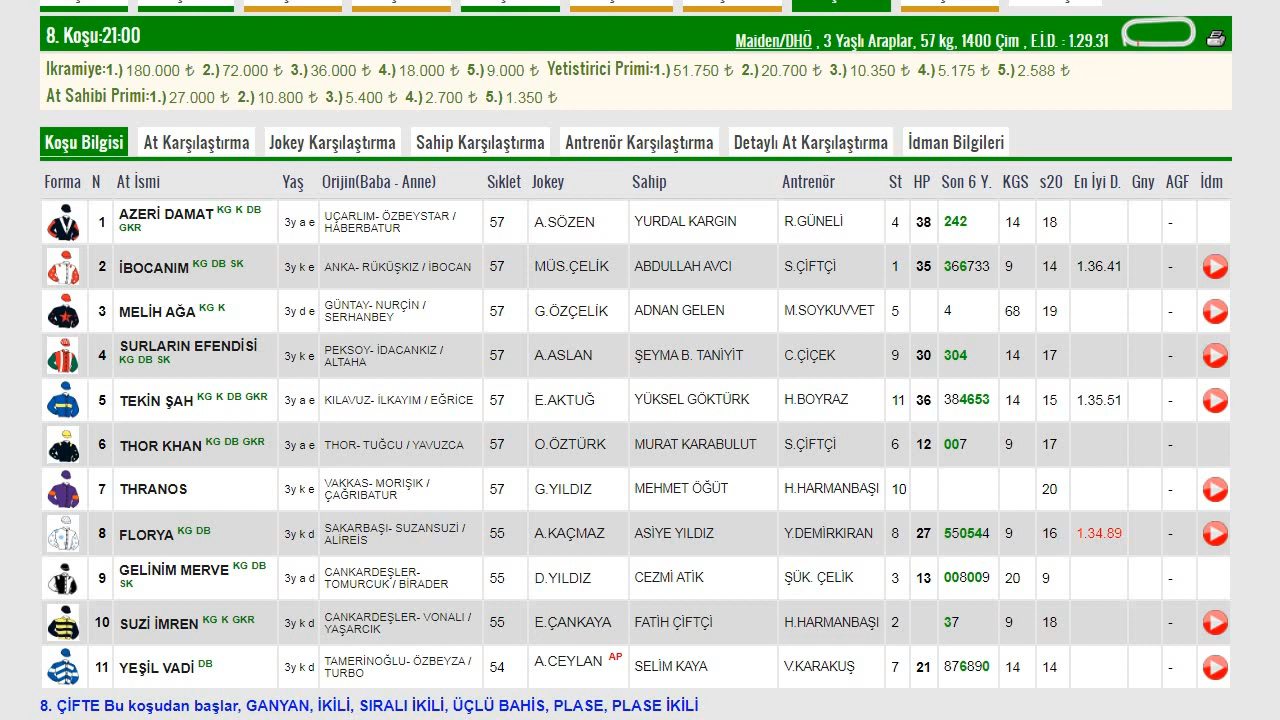 8. Koşu:21:00
Maiden/DHÖ , 3 Yaşlı Araplar, 57 kg, 1400 Çim , E.İ.D. : 1.29.31
Ikramiye:1.) 180.000 ₺ 2.) 72.000 ₺ 3.) 36.000 ₺ 4.) 18.000 ₺ 5.) 9.000 ₺ Yetistirici Primi:1.) 51.750 ₺ 2.) 20.700 ₺ 3.) 10.350 ₺ 4.) 5.175 ₺ 5.) 2.588 ₺
At Sahibi Primi:1.) 27.000 ₺ 2.) 10.800 ₺ 3.) 5.400 ₺ 4.) 2.700 ₺ 5.) 1.350 ₺
Koşu Bilgisi At Karşılaştırma Jokey Karşılaştırma Sahip Karşılaştırma Antrenör Karşılaştırma Detaylı At Karşılaştırma İdman Bilgileri
Forma N At İsmi Yaş Orijin(Baba - Anne) Sıklet Jokey Sahip Antrenör St HP Son 6 Y. KGS s20 En İyi D. Gny AGF İdm
1 AZERİ DAMAT KG K DB GKR 3y a e UÇARLIM- ÖZBEYSTAR / HABERBATUR 57 A.SÖZEN YURDAL KARGIN R.GÜNELİ 4 38 242 14 18 -
2 İBOCANIM KG DB SK 3y k e ANKA- RÜKÜŞKIZ / İBOCAN 57 MÜS.ÇELİK ABDULLAH AVCI S.ÇİFTÇİ 1 35 366733 9 14 1.36.41 -
3 MELİH AĞA KG K 3y d e GÜNTAY- NURÇİN / SERHANBEY 57 G.ÖZÇELİK ADNAN GELEN M.SOYKUVVET 5 4 68 19 -
4 SURLARIN EFENDİSİ KG DB SK 3y k e PEKSOY- İDACANKIZ / ALTAHA 57 A.ASLAN ŞEYMA B. TANİYİT C.ÇİÇEK 9 30 304 14 17 -
5 TEKİN ŞAH KG K DB GKR 3y a e KILAVUZ- İLKAYIM / EĞRİCE 57 E.AKTUĞ YÜKSEL GÖKTÜRK H.BOYRAZ 11 36 384653 14 15 1.35.51 -
6 THOR KHAN KG DB GKR 3y a e THOR- TUĞCU / YAVUZCA 57 O.ÖZTÜRK MURAT KARABULUT S.ÇİFTÇİ 6 12 007 9 17 -
7 THRANOS 3y k e VAKKAS- MORIŞIK / ÇAĞRIBATUR 57 G.YILDIZ MEHMET ÖĞÜT H.HARMANBAŞI 10 20 -
8 FLORYA KG DB 3y k d SAKARBAŞI- SUZANSUZİ / ALİREİS 55 A.KAÇMAZ ASİYE YILDIZ Y.DEMİRKIRAN 8 27 550544 9 16 1.34.89 -
9 GELİNİM MERVE KG DB SK 3y a d CANKARDEŞLER- TOMURCUK / BİRADER 55 D.YILDIZ CEZMİ ATİK ŞÜK. ÇELİK 3 13 008009 20 9 -
10 SUZİ İMREN KG K GKR 3y k d CANKARDEŞLER- VONALI / YAŞARCIK 55 E.ÇANKAYA FATİH ÇİFTÇİ H.HARMANBAŞI 2 37 9 18 -
11 YEŞİL VADİ DB 3y k d TAMERİNOĞLU- ÖZBEYZA / TURBO 54 A.CEYLAN AP SELİM KAYA V.KARAKUŞ 7 21 876890 14 14 -
8. ÇİFTE Bu koşudan başlar, GANYAN, İKİLİ, SIRALI İKİLİ, ÜÇLÜ BAHİS, PLASE, PLASE İKİLİ